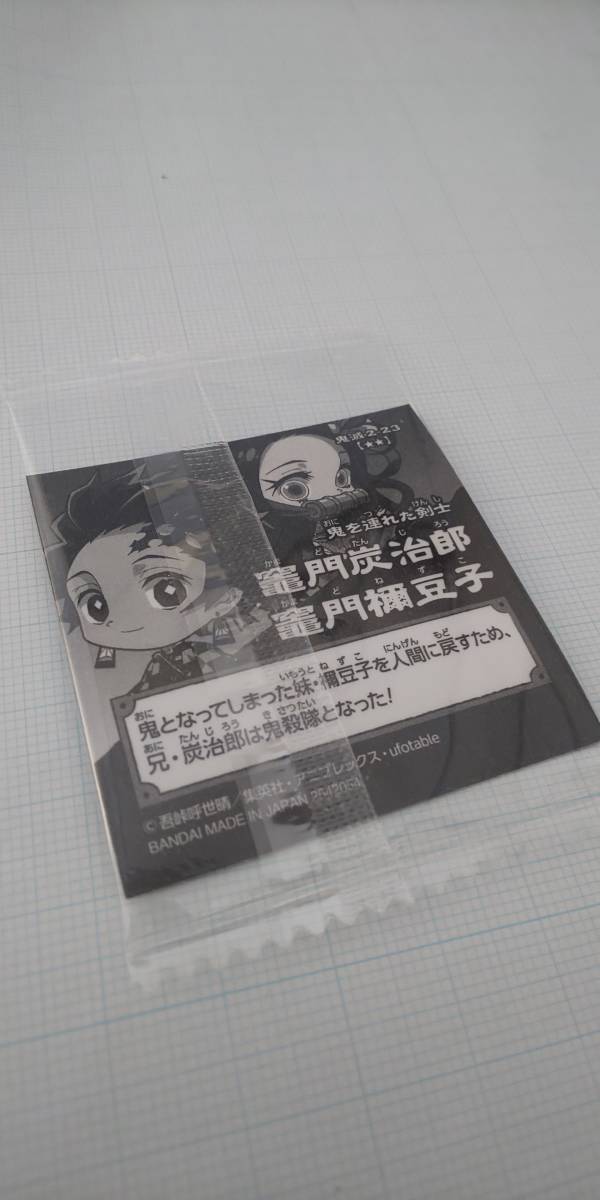 鬼滅2-23
[★★]
鬼を連れた剣士
竈門炭治郎
竈門禰豆子
鬼となってしまった妹・禰豆子を人間に戻すため、
兄・炭治郎は鬼殺隊となった!
©吾峠呼世晴／集英社・アニプレックス・ufotable
BANDAI MADE IN JAPAN